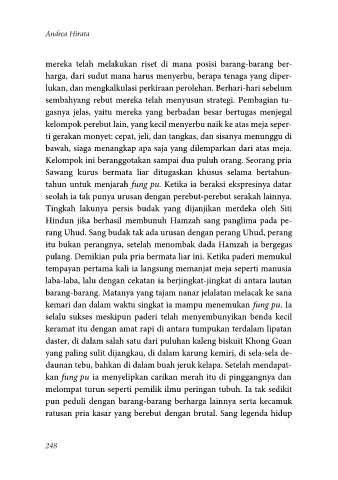 Andrea Hirata
mereka telah melakukan riset di mana posisi barang-barang ber-
harga, dari sudut mana harus menyerbu, berapa tenaga yang diper-
lukan, dan mengkalkulasi perkiraan perolehan. Berhari-hari sebelum
sembahyang rebut mereka telah menyusun strategi. Pembagian tu-
gasnya jelas, yaitu mereka yang berbadan besar bertugas menjegal
kelompok perebut lain, yang kecil menyerbu naik ke atas meja seper-
ti gerakan monyet: cepat, jeli, dan tangkas, dan sisanya menunggu di
bawah, siaga menangkap apa saja yang dilemparkan dari atas meja.
Kelompok ini beranggotakan sampai dua puluh orang. Seorang pria
Sawang kurus bermata liar ditugaskan khusus selama bertahun-
tahun untuk menjarah fung pu. Ketika ia beraksi ekspresinya datar
seolah ia tak punya urusan dengan perebut-perebut serakah lainnya.
Tingkah lakunya persis budak yang dijanjikan merdeka oleh Siti
Hindun jika berhasil membunuh Hamzah sang panglima pada pe-
rang Uhud. Sang budak tak ada urusan dengan perang Uhud, perang
itu bukan perangnya, setelah menombak dada Hamzah ia bergegas
pulang. Demikian pula pria bermata liar ini. Ketika paderi memukul
tempayan pertama kali ia langsung memanjat meja seperti manusia
laba-laba, lalu dengan cekatan ia berjingkat-jingkat di antara lautan
barang-barang. Matanya yang tajam nanar jelalatan melacak ke sana
kemari dan dalam waktu singkat ia mampu menemukan fung pu. Ia
selalu sukses meskipun paderi telah menyembunyikan benda kecil
keramat itu dengan amat rapi di antara tumpukan terdalam lipatan
daster, di dalam salah satu dari puluhan kaleng biskuit Khong Guan
yang paling sulit dijangkau, di dalam karung kemiri, di sela-sela de-
daunan tebu, bahkan di dalam buah jeruk kelapa. Setelah mendapat-
kan fung pu ia menyelipkan carikan merah itu di pinggangnya dan
melompat turun seperti pemilik ilmu peringan tubuh. Ia tak sedikit
pun peduli dengan barang-barang berharga lainnya serta kecamuk
ratusan pria kasar yang berebut dengan brutal. Sang legenda hidup
248